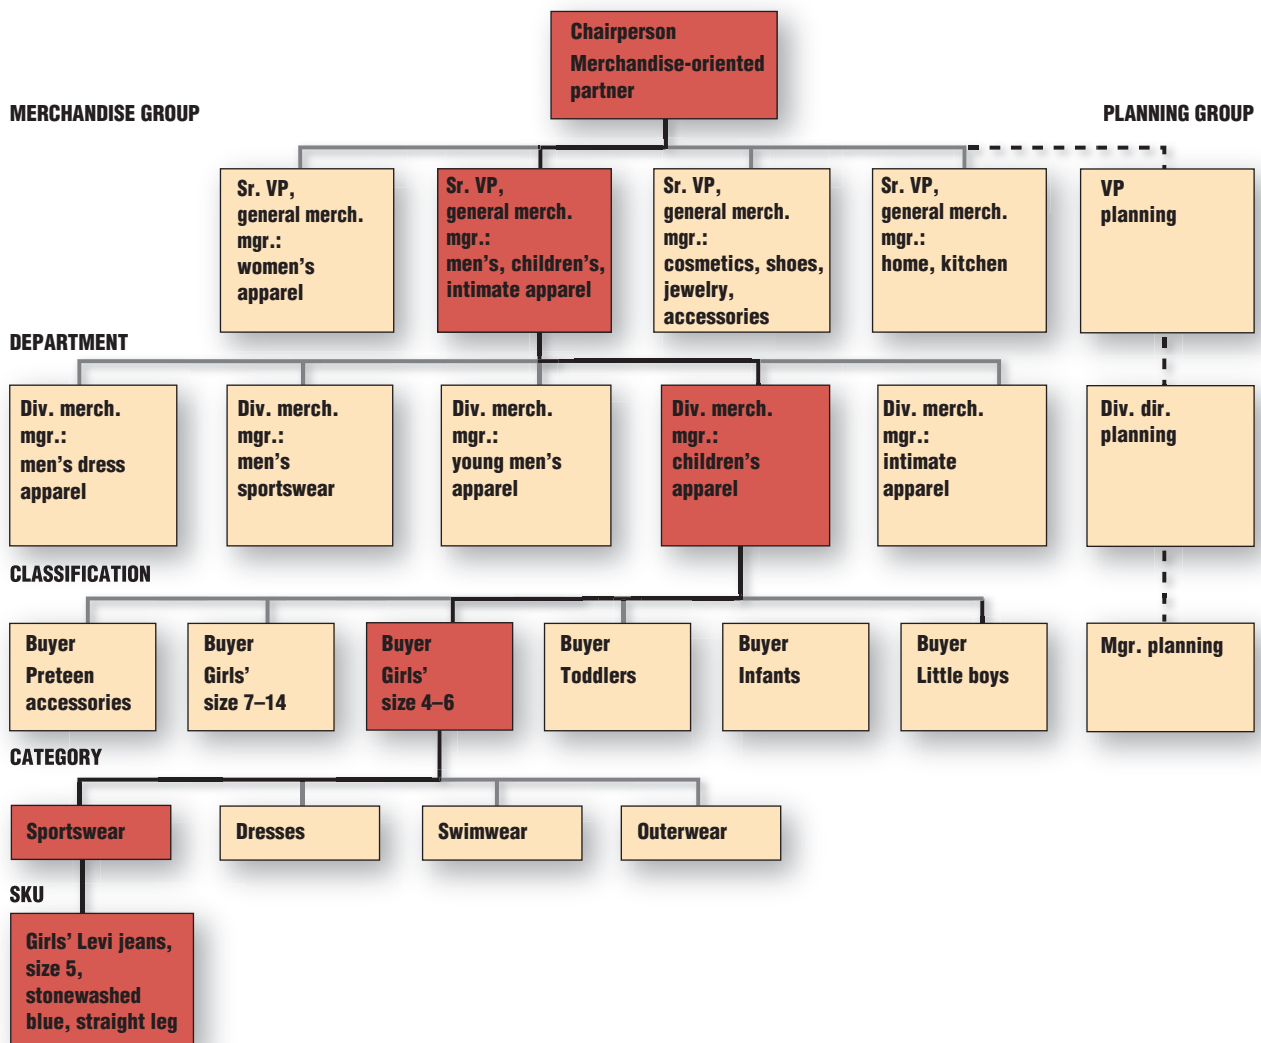 Chairperson
Merchandise-oriented
partner
MERCHANDISE GROUP
PLANNING GROUP
Sr. VP,
general merch.
mgr.:
women's
apparel
Sr. VP,
general merch.
mgr.:
men's, children's,
intimate apparel
Sr. VP,
general merch.
mgr.:
cosmetics, shoes,
jewelry,
accessories
Sr. VP,
general merch.
mgr.:
home, kitchen
VP
planning
DEPARTMENT
Div. merch.
mgr.:
men's dress
apparel
Div. merch.
mgr.:
men's
sportswear
Div. merch.
mgr.:
young men's
apparel
Div. merch.
mgr.:
children's
apparel
Div. merch.
mgr.:
intimate
apparel
Div. dir.
planning
CLASSIFICATION
Buyer
Preteen
accessories
Buyer
Girls'
size 7–14
Buyer
Girls'
size 4–6
Buyer
Toddlers
Buyer
Infants
Buyer
Little boys
Mgr. planning
CATEGORY
Sportswear
Dresses
Swimwear
Outerwear
SKU
Girls' Levi jeans,
size 5,
stonewashed
blue, straight leg